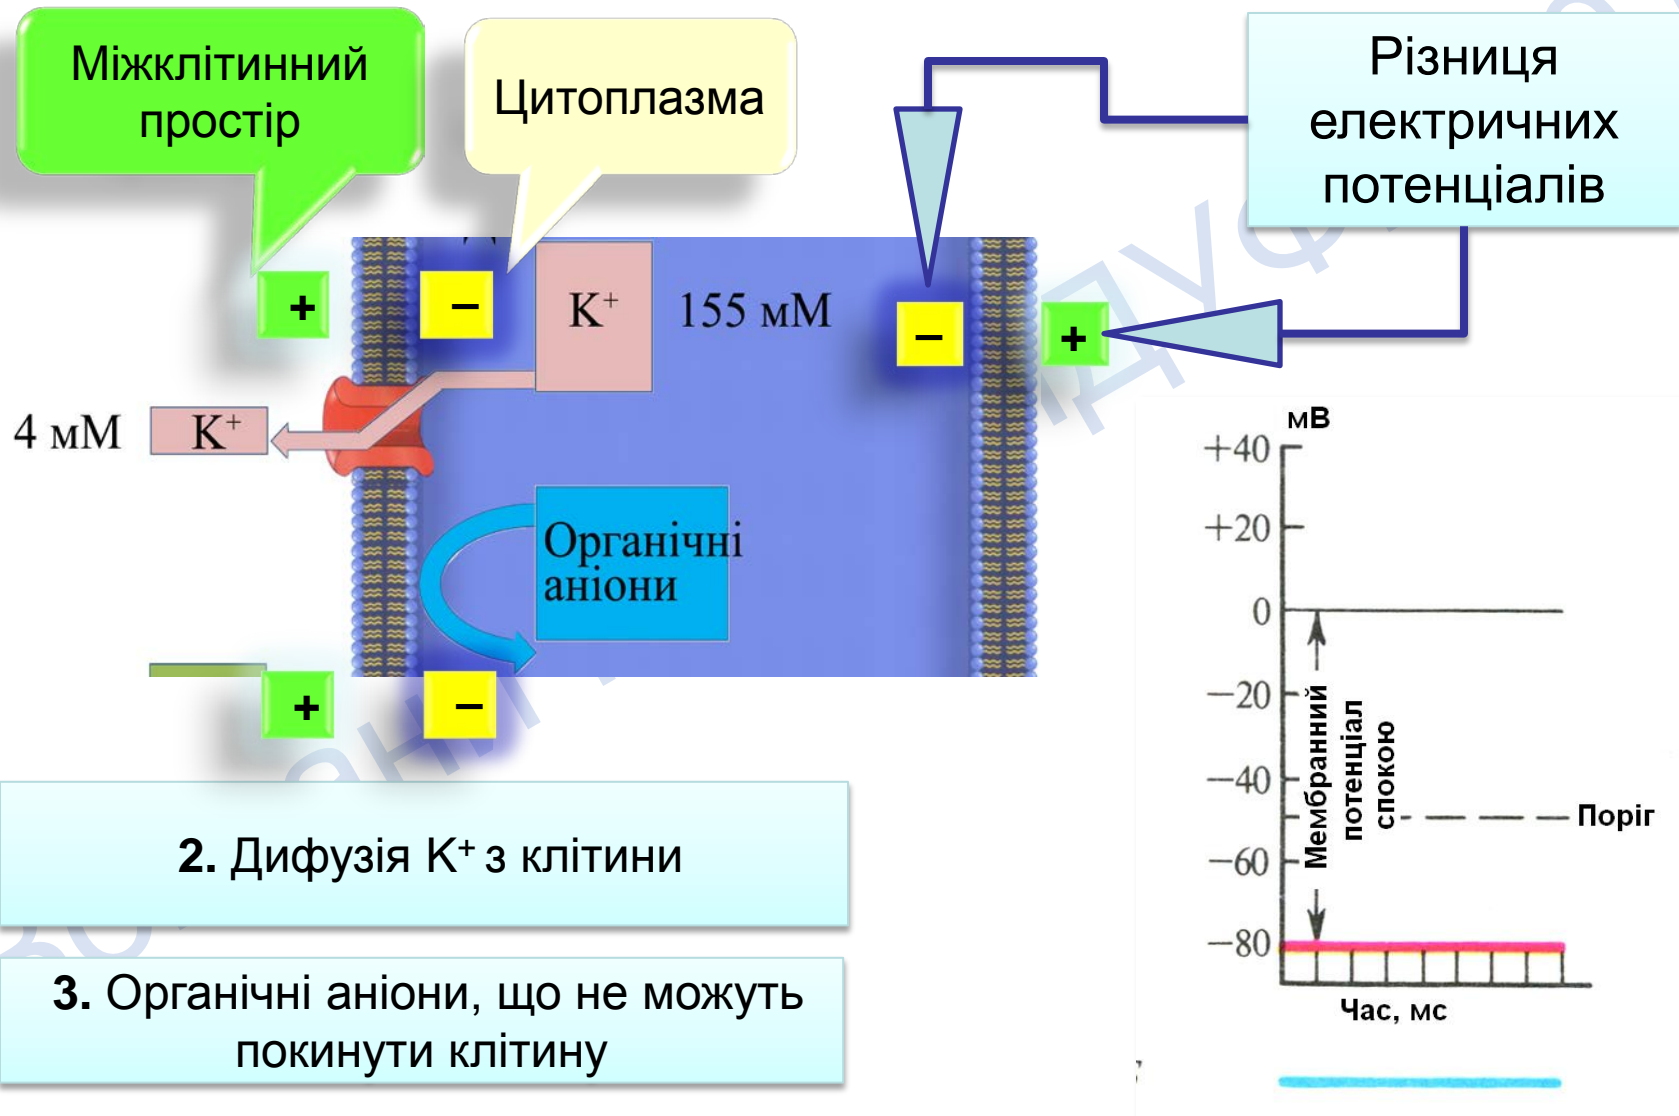 Міжклітинний
простір
Цитоплазма
Різниця
електричних
потенціалів
+
–
K⁺
155 мМ
–
+
4 мМ
K⁺
Органічні
аніони
+
–
2. Дифузія K⁺ з клітини
3. Органічні аніони, що не можуть
покинути клітину
мВ
+40
+20
0
—20
—40
—60
—80
Мембранний
потенціал
спокою
Поріг
Час, мс